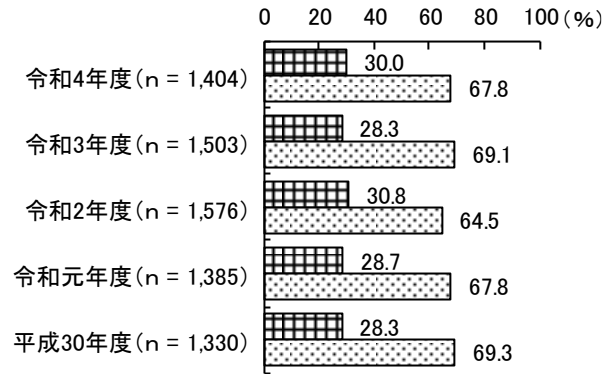 0 20 40 60 80 100(%)
令和4年度(n = 1,404) 30.0
67.8
令和3年度(n = 1,503) 28.3
69.1
令和2年度(n = 1,576) 30.8
64.5
令和元年度(n = 1,385) 28.7
67.8
平成30年度(n = 1,330) 28.3
69.3